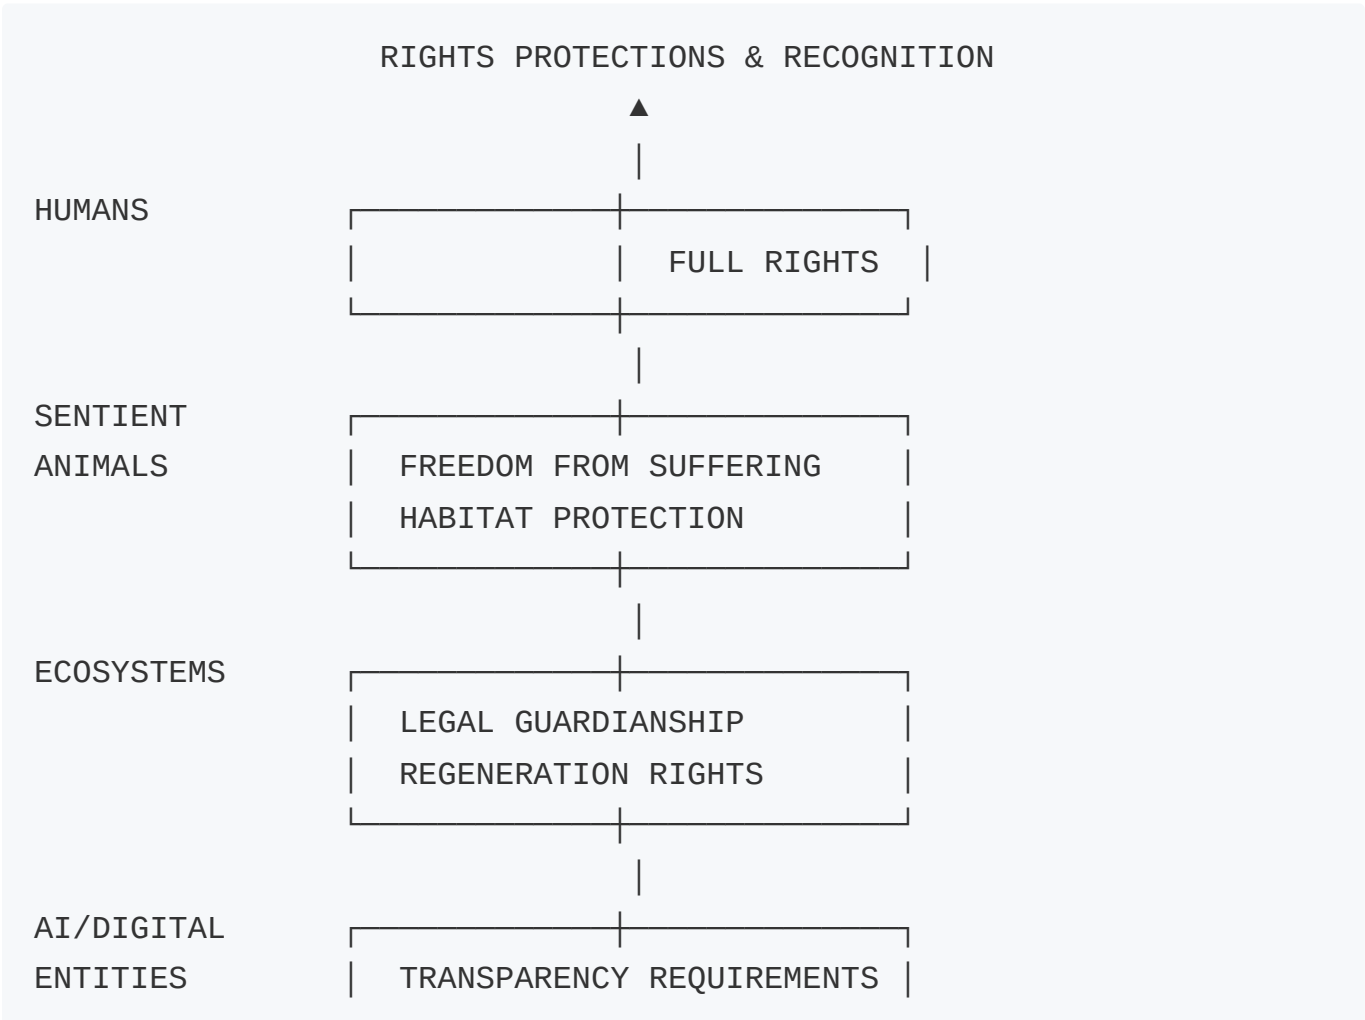 RIGHTS PROTECTIONS & RECOGNITION
HUMANS
FULL RIGHTS
SENTIENT
ANIMALS FREEDOM FROM SUFFERING
HABITAT PROTECTION
ECOSYSTEMS
LEGAL GUARDIANSHIP
REGENERATION RIGHTS
AI/DIGITAL
ENTITIES TRANSPARENCY REQUIREMENTS